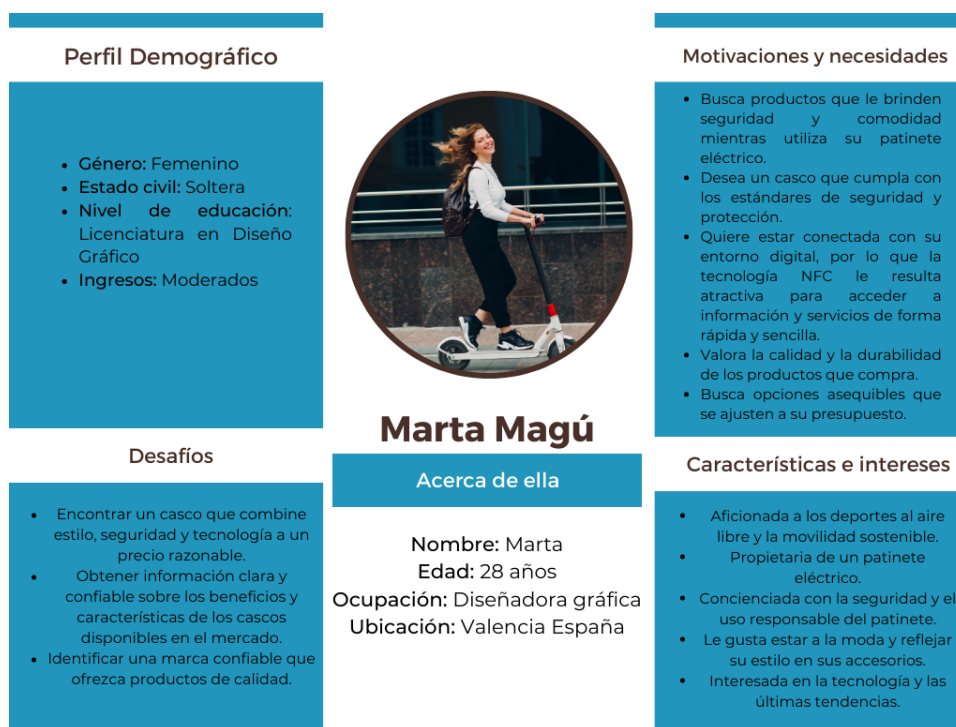 Perfil Demográfico
• Género: Femenino
• Estado civil: Soltera
• Nivel de educación:
Licenciatura en Diseño
Gráfico
• Ingresos: Moderados
Desafíos
• Encontrar un casco que combine
estilo, seguridad y tecnología a un
precio razonable.
• Obtener información clara y
confiable sobre los beneficios y
características de los cascos
disponibles en el mercado.
• Identificar una marca confiable que
ofrezca productos de calidad.
Marta Magú
Acerca de ella
Nombre: Marta
Edad: 28 años
Ocupación: Diseñadora gráfica
Ubicación: Valencia España
Motivaciones y necesidades
• Busca productos que le brinden
seguridad y comodidad
mientras utiliza su patinete
eléctrico.
• Desea un casco que cumpla con
los estándares de seguridad y
protección.
• Quiere estar conectada con su
entorno digital, por lo que la
tecnología NFC le resulta
atractiva para acceder a
información y servicios de forma
rápida y sencilla.
• Valora la calidad y la durabilidad
de los productos que compra.
• Busca opciones asequibles que
se ajusten a su presupuesto.
Características e intereses
• Aficionada a los deportes al aire
libre y la movilidad sostenible.
• Propietaria de un patinete
eléctrico.
• Concienciada con la seguridad y el
uso responsable del patinete.
• Le gusta estar a la moda y reflejar
su estilo en sus accesorios.
• Interesada en la tecnología y las
últimas tendencias.